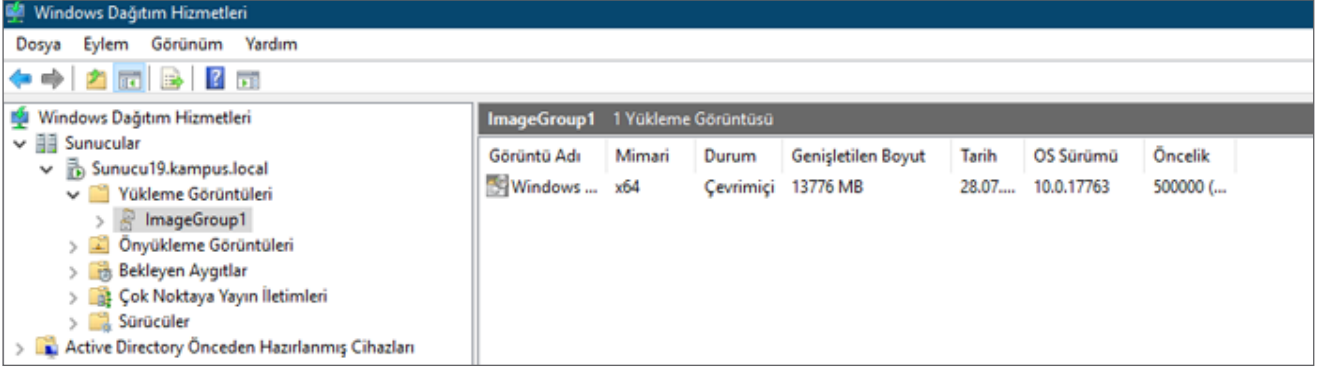 Windows Dağıtım Hizmetleri
Dosya Eylem Görünüm Yardım
Windows Dağıtım Hizmetleri
Sunucular
Sunucu19.kampus.local
Yükleme Görüntüleri
ImageGroup1
Önyükleme Görüntüleri
Bekleyen Aygıtlar
Çok Noktaya Yayın İletimleri
Sürücüler
Active Directory Önceden Hazırlanmış Cihazları
ImageGroup1 1 Yükleme Görüntüsü
Görüntü Adı Mimari Durum Genişletilen Boyut Tarih OS Sürümü Öncelik
Windows ... x64 Çevrimiçi 13776 MB 28.07.... 10.0.17763 500000 (...